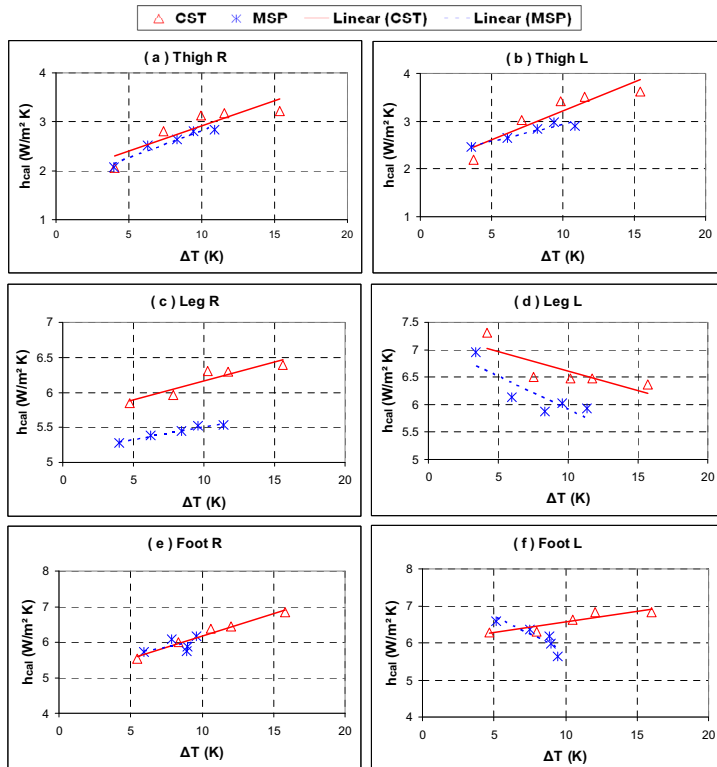 CST MSP Linear (CST) Linear (MSP)
( a ) Thigh R
4
3
2
1
hcal (W/m² K)
0 5 10 15 20
ΔT (K)
( b ) Thigh L
4
3
2
1
hcal (W/m² K)
0 5 10 15 20
ΔT (K)
( c ) Leg R
7
6.5
6
5.5
5
hcal (W/m² K)
0 5 10 15 20
ΔT (K)
( d ) Leg L
7.5
7
6.5
6
5.5
5
hcal (W/m² K)
0 5 10 15 20
ΔT (K)
( e ) Foot R
8
7
6
5
4
hcal (W/m² K)
0 5 10 15 20
ΔT (K)
( f ) Foot L
8
7
6
5
4
hcal (W/m² K)
0 5 10 15 20
ΔT (K)